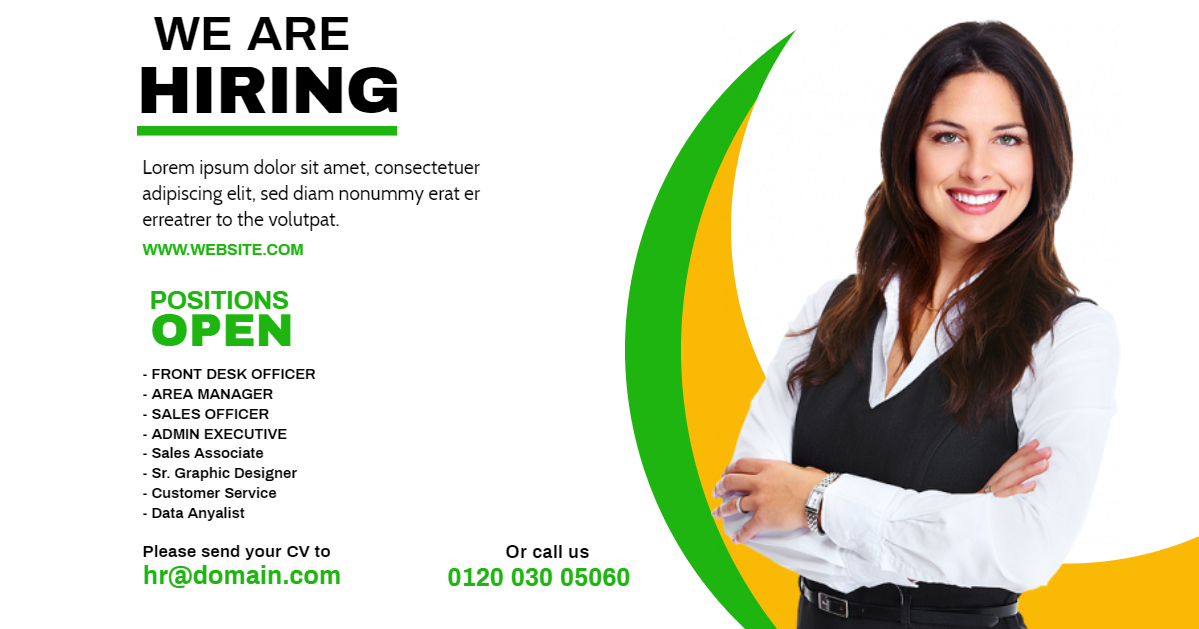 WE ARE
HIRING
Lorem ipsum dolor sit amet, consectetuer
adipiscing elit, sed diam nonummy erat er
erreatrer to the volutpat.
WWW.WEBSITE.COM
POSITIONS
OPEN
- FRONT DESK OFFICER
- AREA MANAGER
- SALES OFFICER
- ADMIN EXECUTIVE
- Sales Associate
- Sr. Graphic Designer
- Customer Service
- Data Anyalist
Please send your CV to
hr@domain.com
Or call us
0120 030 05060